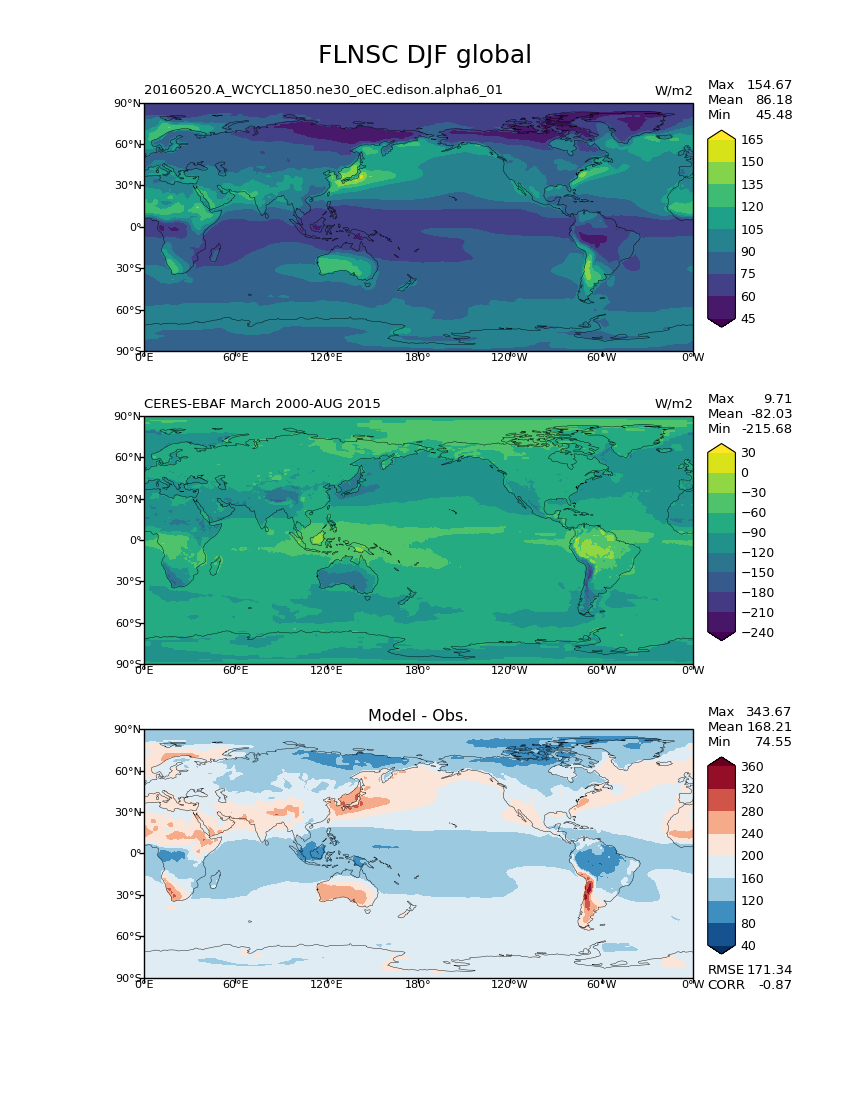 FLNSC DJF global
20160520.A_WCYCL1850.ne30_oEC.edison.alpha6_01 W/m2
Max 154.67
Mean 86.18
Min 45.48
90°N
60°N
30°N
0°
30°S
60°S
90°S
0°E 60°E 120°E 180° 120°W 60°W 0°W
165
150
135
120
105
90
75
60
45
CERES-EBAF March 2000-AUG 2015 W/m2
Max 9.71
Mean -82.03
Min -215.68
90°N
60°N
30°N
0°
30°S
60°S
90°S
0°E 60°E 120°E 180° 120°W 60°W 0°W
30
0
−30
−60
−90
−120
−150
−180
−210
−240
Model - Obs.
Max 343.67
Mean 168.21
Min 74.55
90°N
60°N
30°N
0°
30°S
60°S
90°S
0°E 60°E 120°E 180° 120°W 60°W 0°W
360
320
280
240
200
160
120
80
40
RMSE 171.34
CORR -0.87